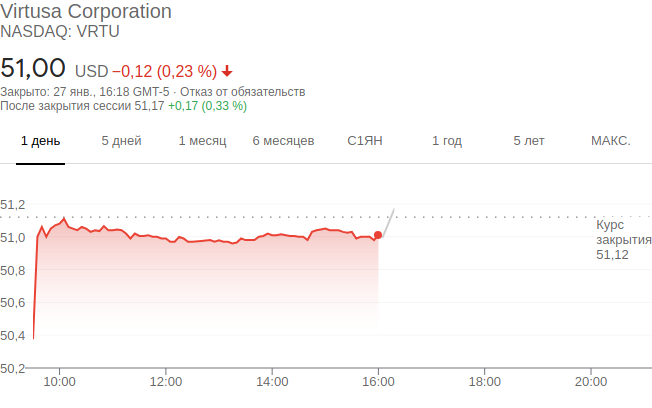 Virtusa Corporation
NASDAQ: VRTU
51,00 USD −0,12 (0,23 %)
Закрыто: 27 янв., 16:18 GMT-5 · Отказ от обязательств
После закрытия сессии 51,17 +0,17 (0,33 %)
1 день 5 дней 1 месяц 6 месяцев С1ЯН 1 год 5 лет МАКС.
51,2
51,0
50,8
50,6
50,4
50,2
Курс
закрытия
51,12
10:00 12:00 14:00 16:00 18:00 20:00